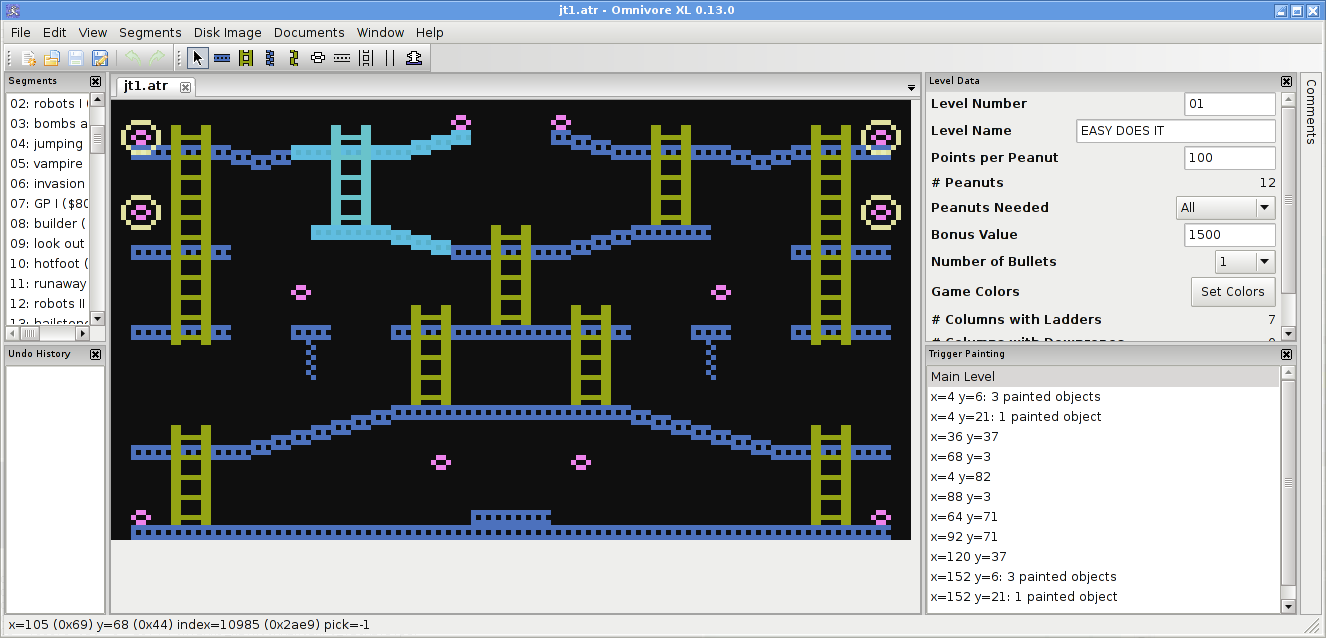 jt1.atr - Omnivore XL 0.13.0
File Edit View Segments Disk Image Documents Window Help
Segments
02: robots I
03: bombs a
04: jumping
05: vampire
06: invasion
07: GP I ($80
08: builder (
09: look out
10: hotfoot (
11: runaway
12: robots II
13: hailstone
Undo History
jt1.atr
Level Data
Level Number 01
Level Name EASY DOES IT
Points per Peanut 100
# Peanuts 12
Peanuts Needed All
Bonus Value 1500
Number of Bullets 1
Game Colors Set Colors
# Columns with Ladders 7
# Columns with Downropes
Trigger Painting
Main Level
x=4 y=6: 3 painted objects
x=4 y=21: 1 painted object
x=36 y=37
x=68 y=3
x=4 y=82
x=88 y=3
x=64 y=71
x=92 y=71
x=120 y=37
x=152 y=6: 3 painted objects
x=152 y=21: 1 painted object
Comments
x=105 (0x69) y=68 (0x44) index=10985 (0x2ae9) pick=-1